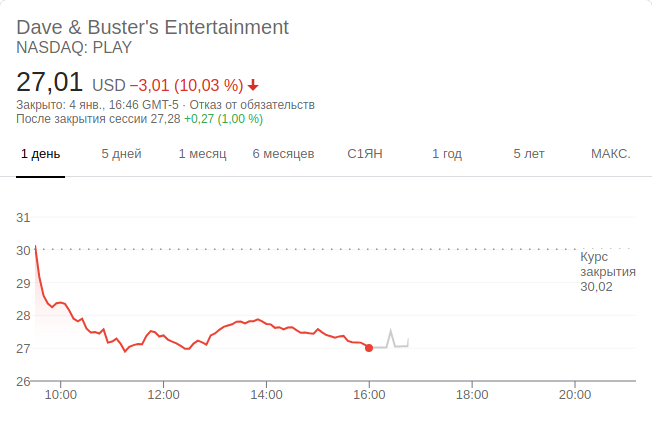 Dave & Buster's Entertainment
NASDAQ: PLAY
27,01 USD −3,01 (10,03 %)
Закрыто: 4 янв., 16:46 GMT-5 · Отказ от обязательств
После закрытия сессии 27,28 +0,27 (1,00 %)
1 день 5 дней 1 месяц 6 месяцев С1ЯН 1 год 5 лет МАКС.
31
30
Курс
закрытия
30,02
29
28
27
26
10:00 12:00 14:00 16:00 18:00 20:00